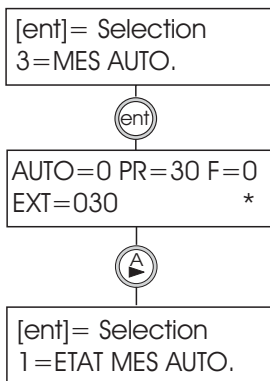 [ent]= Selection
3=MES AUTO.
ent
AUTO=0 PR=30 F=0
EXT=030 *
A
[ent]= Selection
1=ETAT MES AUTO.